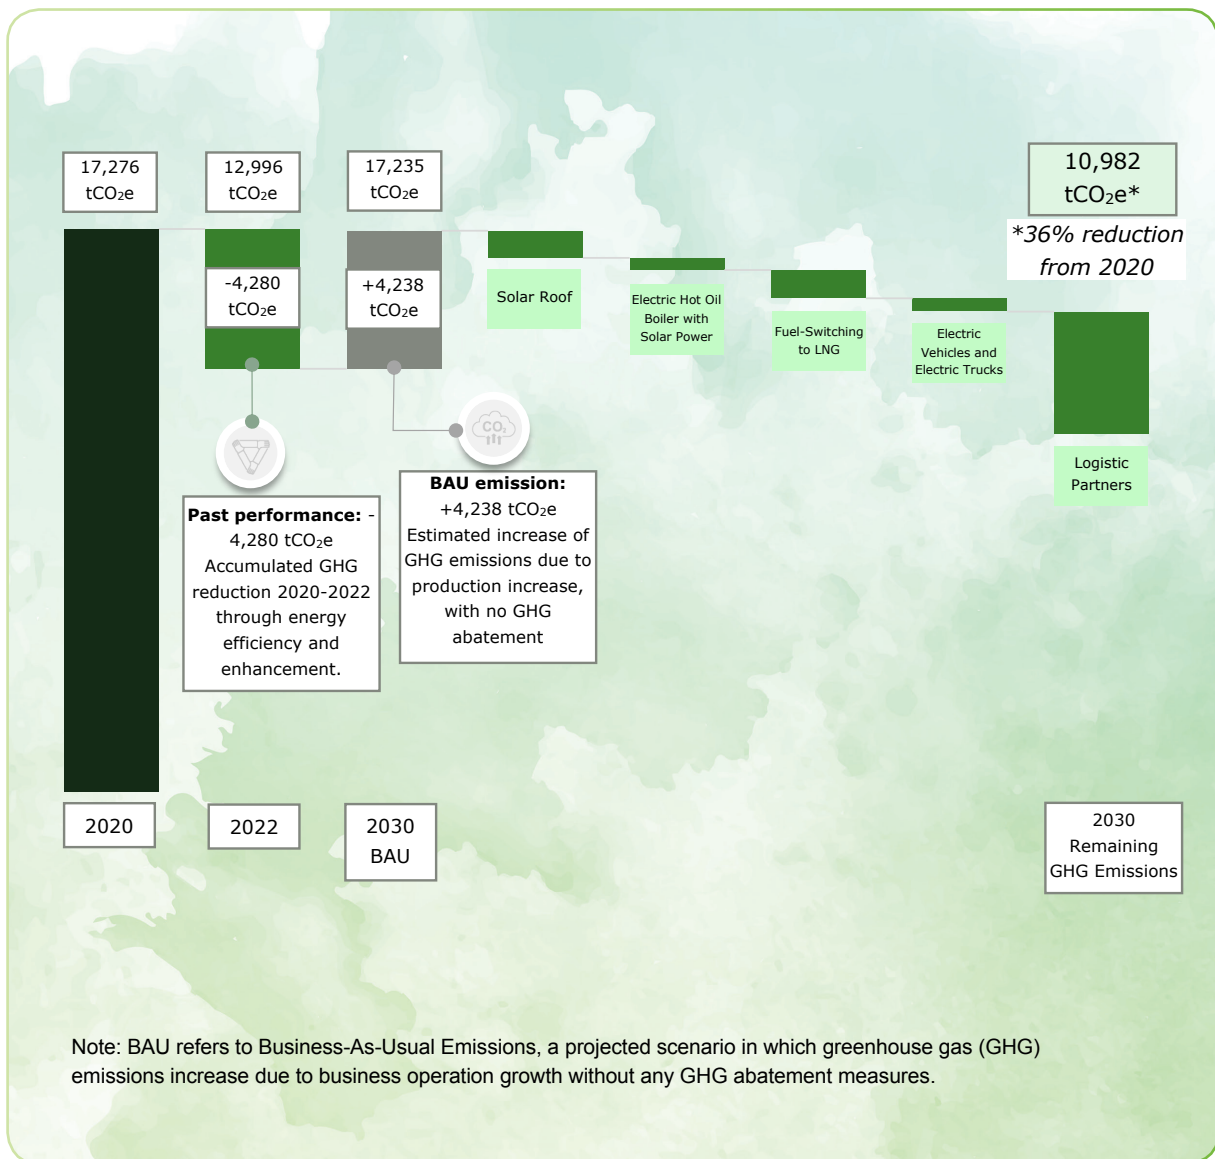 17,276
tCO₂e
12,996
tCO₂e
17,235
tCO₂e
10,982
tCO₂e*
*36% reduction
from 2020
-4,280
tCO₂e
+4,238
tCO₂e
Solar Roof
Electric Hot Oil
Boiler with
Solar Power
Fuel-Switching
to LNG
Electric
Vehicles and
Electric Trucks
Logistic
Partners
CO₂
Past performance: -
4,280 tCO₂e
Accumulated GHG
reduction 2020-2022
through energy
efficiency and
enhancement.
BAU emission:
+4,238 tCO₂e
Estimated increase of
GHG emissions due to
production increase,
with no GHG
abatement
2020
2022
2030
BAU
2030
Remaining
GHG Emissions
Note: BAU refers to Business-As-Usual Emissions, a projected scenario in which greenhouse gas (GHG)
emissions increase due to business operation growth without any GHG abatement measures.